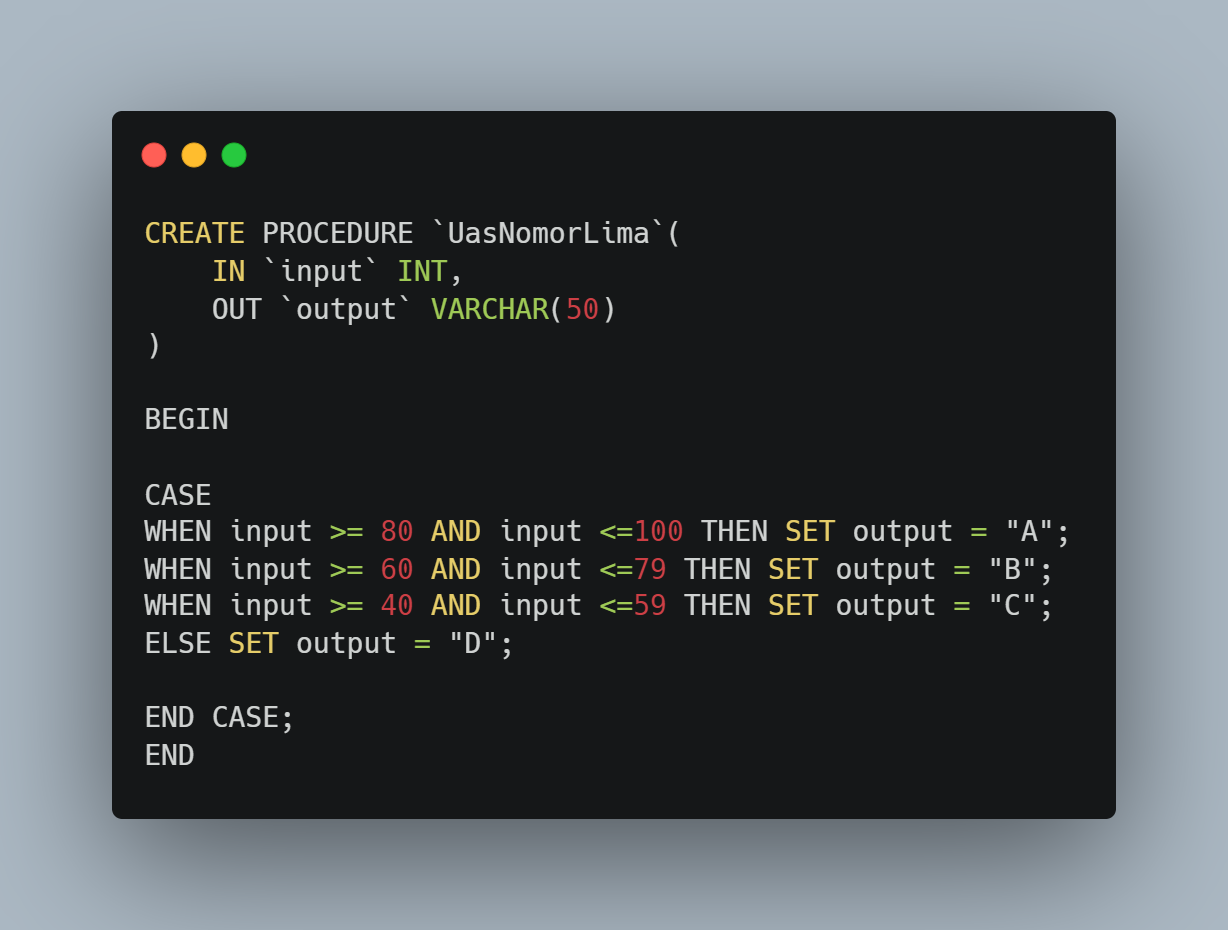 CREATE PROCEDURE `UasNomorLima`(
    IN `input` INT,
    OUT `output` VARCHAR(50)
)

BEGIN

CASE
WHEN input >= 80 AND input <=100 THEN SET output = "A";
WHEN input >= 60 AND input <=79 THEN SET output = "B";
WHEN input >= 40 AND input <=59 THEN SET output = "C";
ELSE SET output = "D";

END CASE;
END